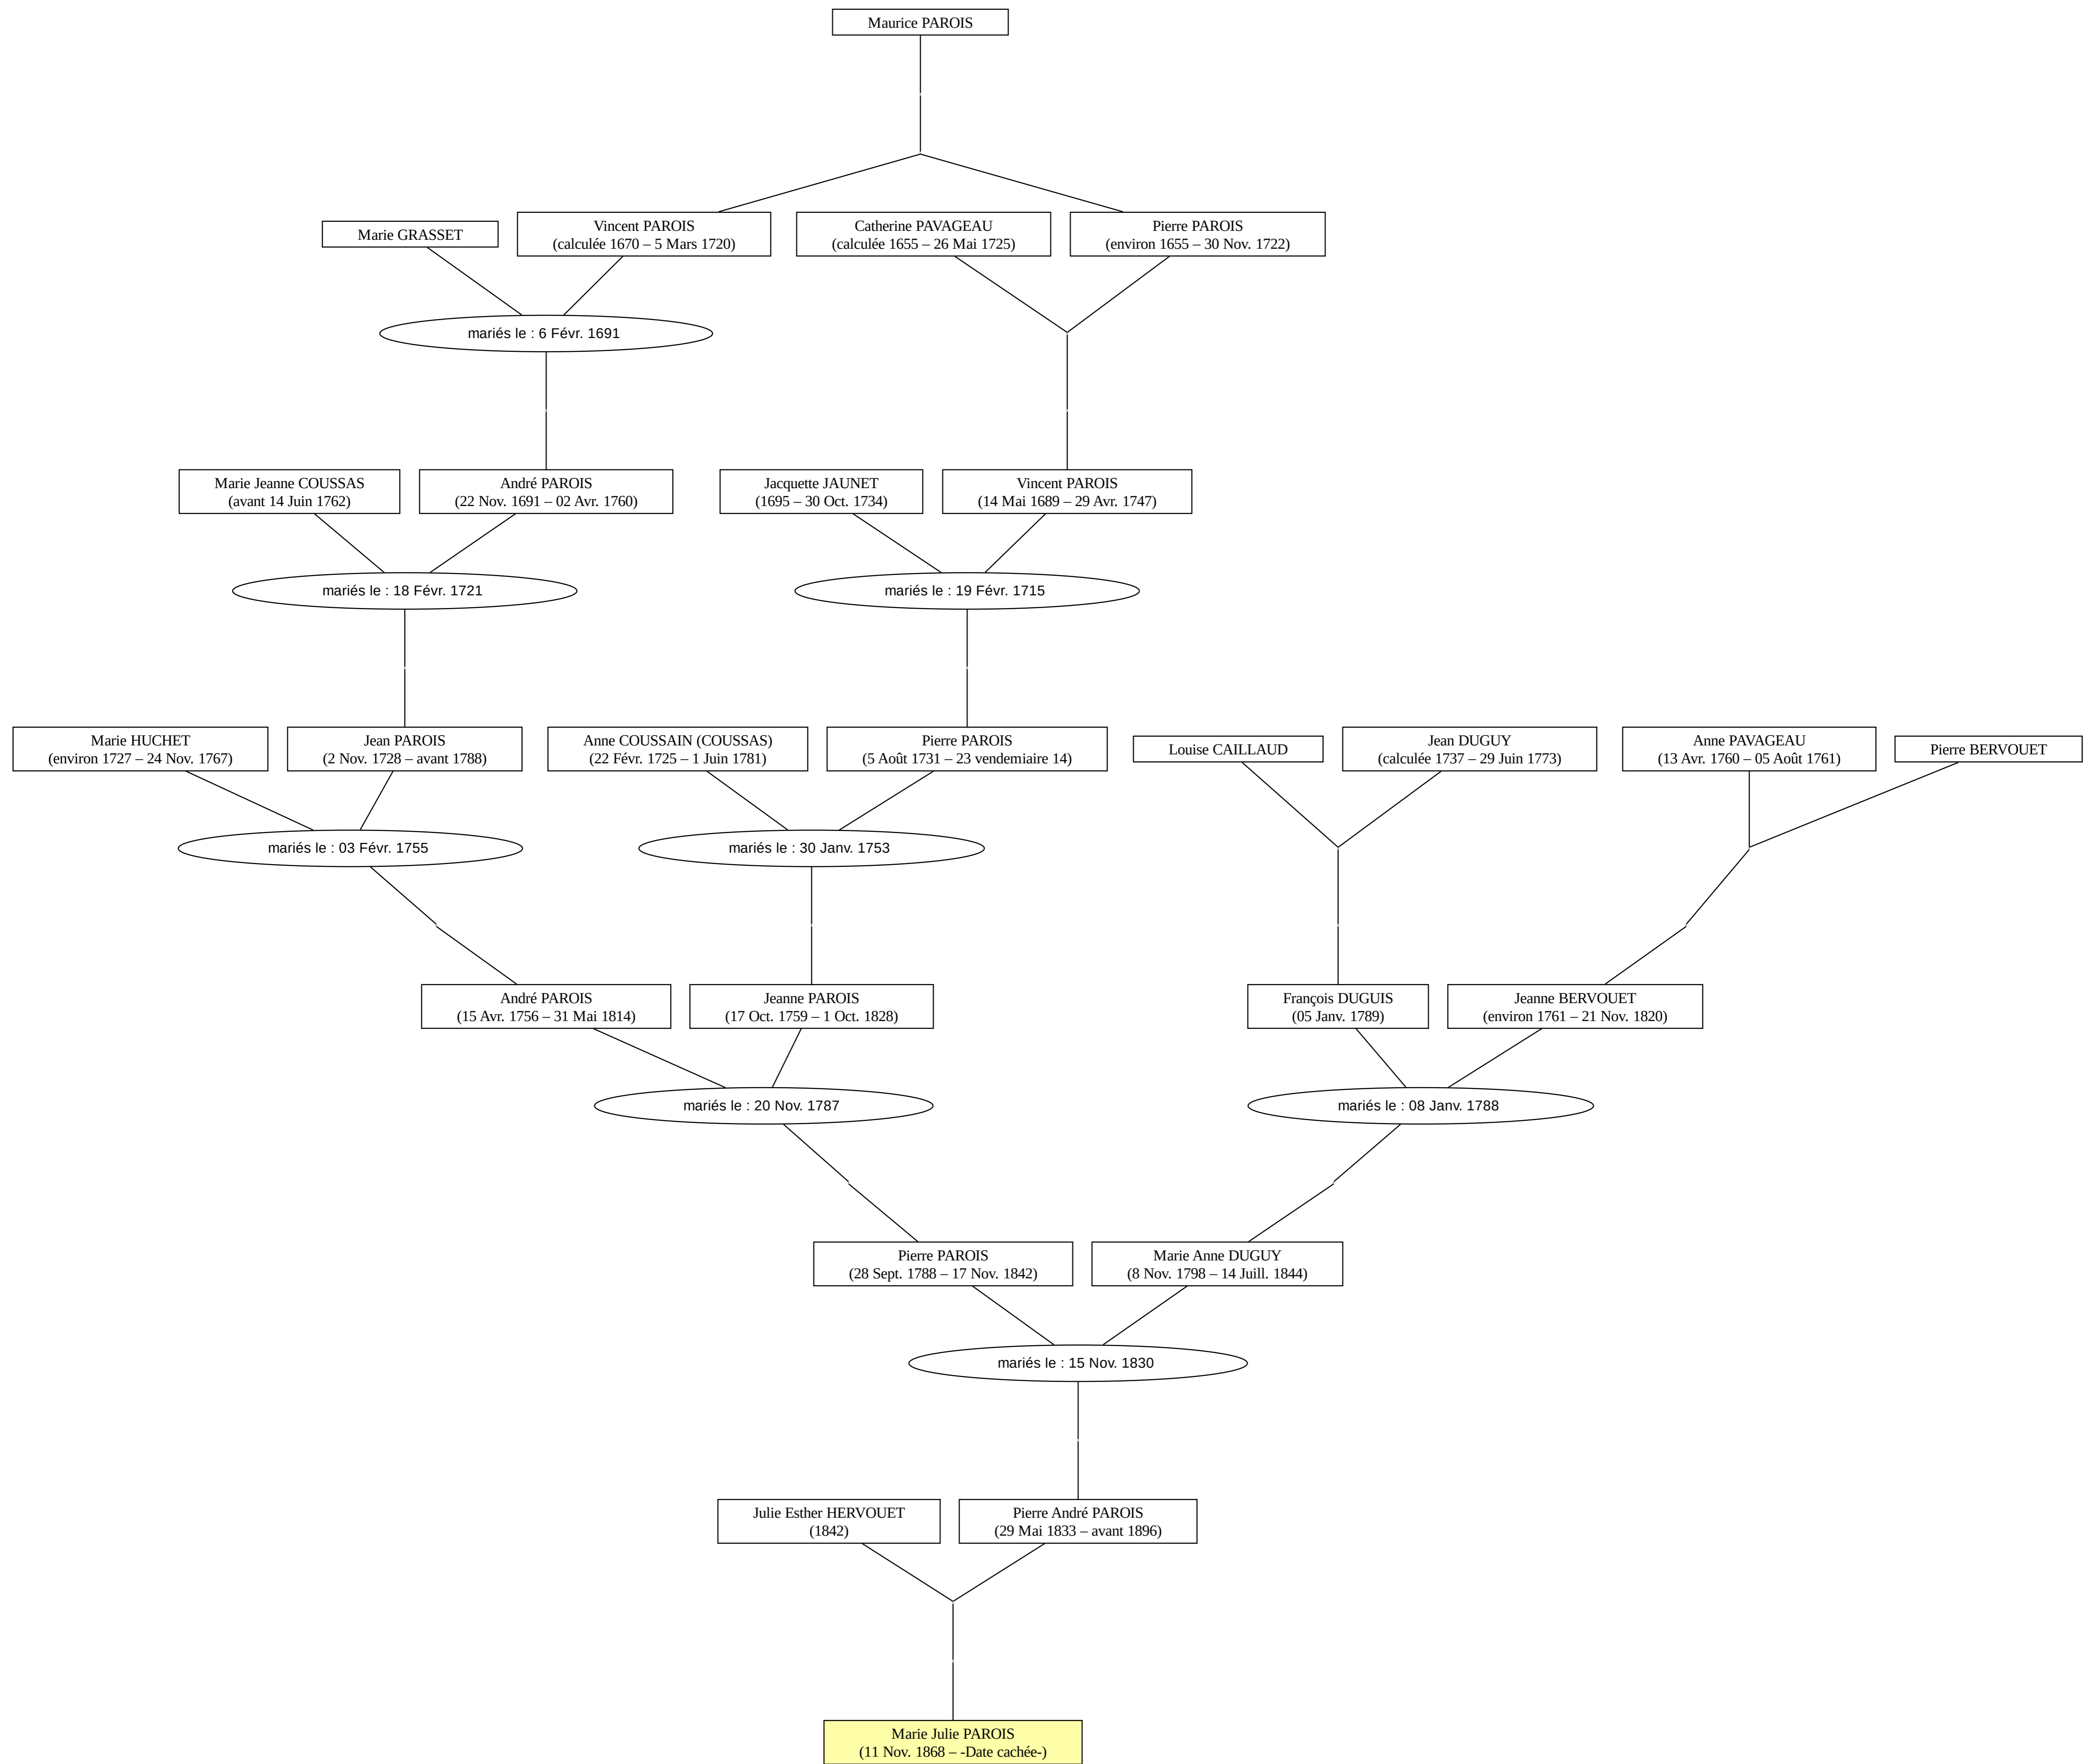 Maurice PAROIS
Marie GRASSET
Vincent PAROIS
(calculée 1670 – 5 Mars 1720)
Catherine PAVAGEAU
(calculée 1655 – 26 Mai 1725)
Pierre PAROIS
(environ 1655 – 30 Nov. 1722)
mariés le : 6 Févr. 1691
Marie Jeanne COUSSAS
(avant 14 Juin 1762)
André PAROIS
(22 Nov. 1691 – 02 Avr. 1760)
Jacquette JAUNET
(1695 – 30 Oct. 1734)
Vincent PAROIS
(14 Mai 1689 – 29 Avr. 1747)
mariés le : 18 Févr. 1721
mariés le : 19 Févr. 1715
Marie HUCHET
(environ 1727 – 24 Nov. 1767)
Jean PAROIS
(2 Nov. 1728 – avant 1788)
Anne COUSSAIN (COUSSAS)
(22 Févr. 1725 – 1 Juin 1781)
Pierre PAROIS
(5 Août 1731 – 23 vendemiaire 14)
Louise CAILLAUD
Jean DUGUY
(calculée 1737 – 29 Juin 1773)
Anne PAVAGEAU
(13 Avr. 1760 – 05 Août 1761)
Pierre BERVOUET
mariés le : 03 Févr. 1755
mariés le : 30 Janv. 1753
André PAROIS
(15 Avr. 1756 – 31 Mai 1814)
Jeanne PAROIS
(17 Oct. 1759 – 1 Oct. 1828)
François DUGUIS
(05 Janv. 1789)
Jeanne BERVOUET
(environ 1761 – 21 Nov. 1820)
mariés le : 20 Nov. 1787
mariés le : 08 Janv. 1788
Pierre PAROIS
(28 Sept. 1788 – 17 Nov. 1842)
Marie Anne DUGUY
(8 Nov. 1798 – 14 Juill. 1844)
mariés le : 15 Nov. 1830
Julie Esther HERVOUET
(1842)
Pierre André PAROIS
(29 Mai 1833 – avant 1896)
Marie Julie PAROIS
(11 Nov. 1868 – -Date cachée-)